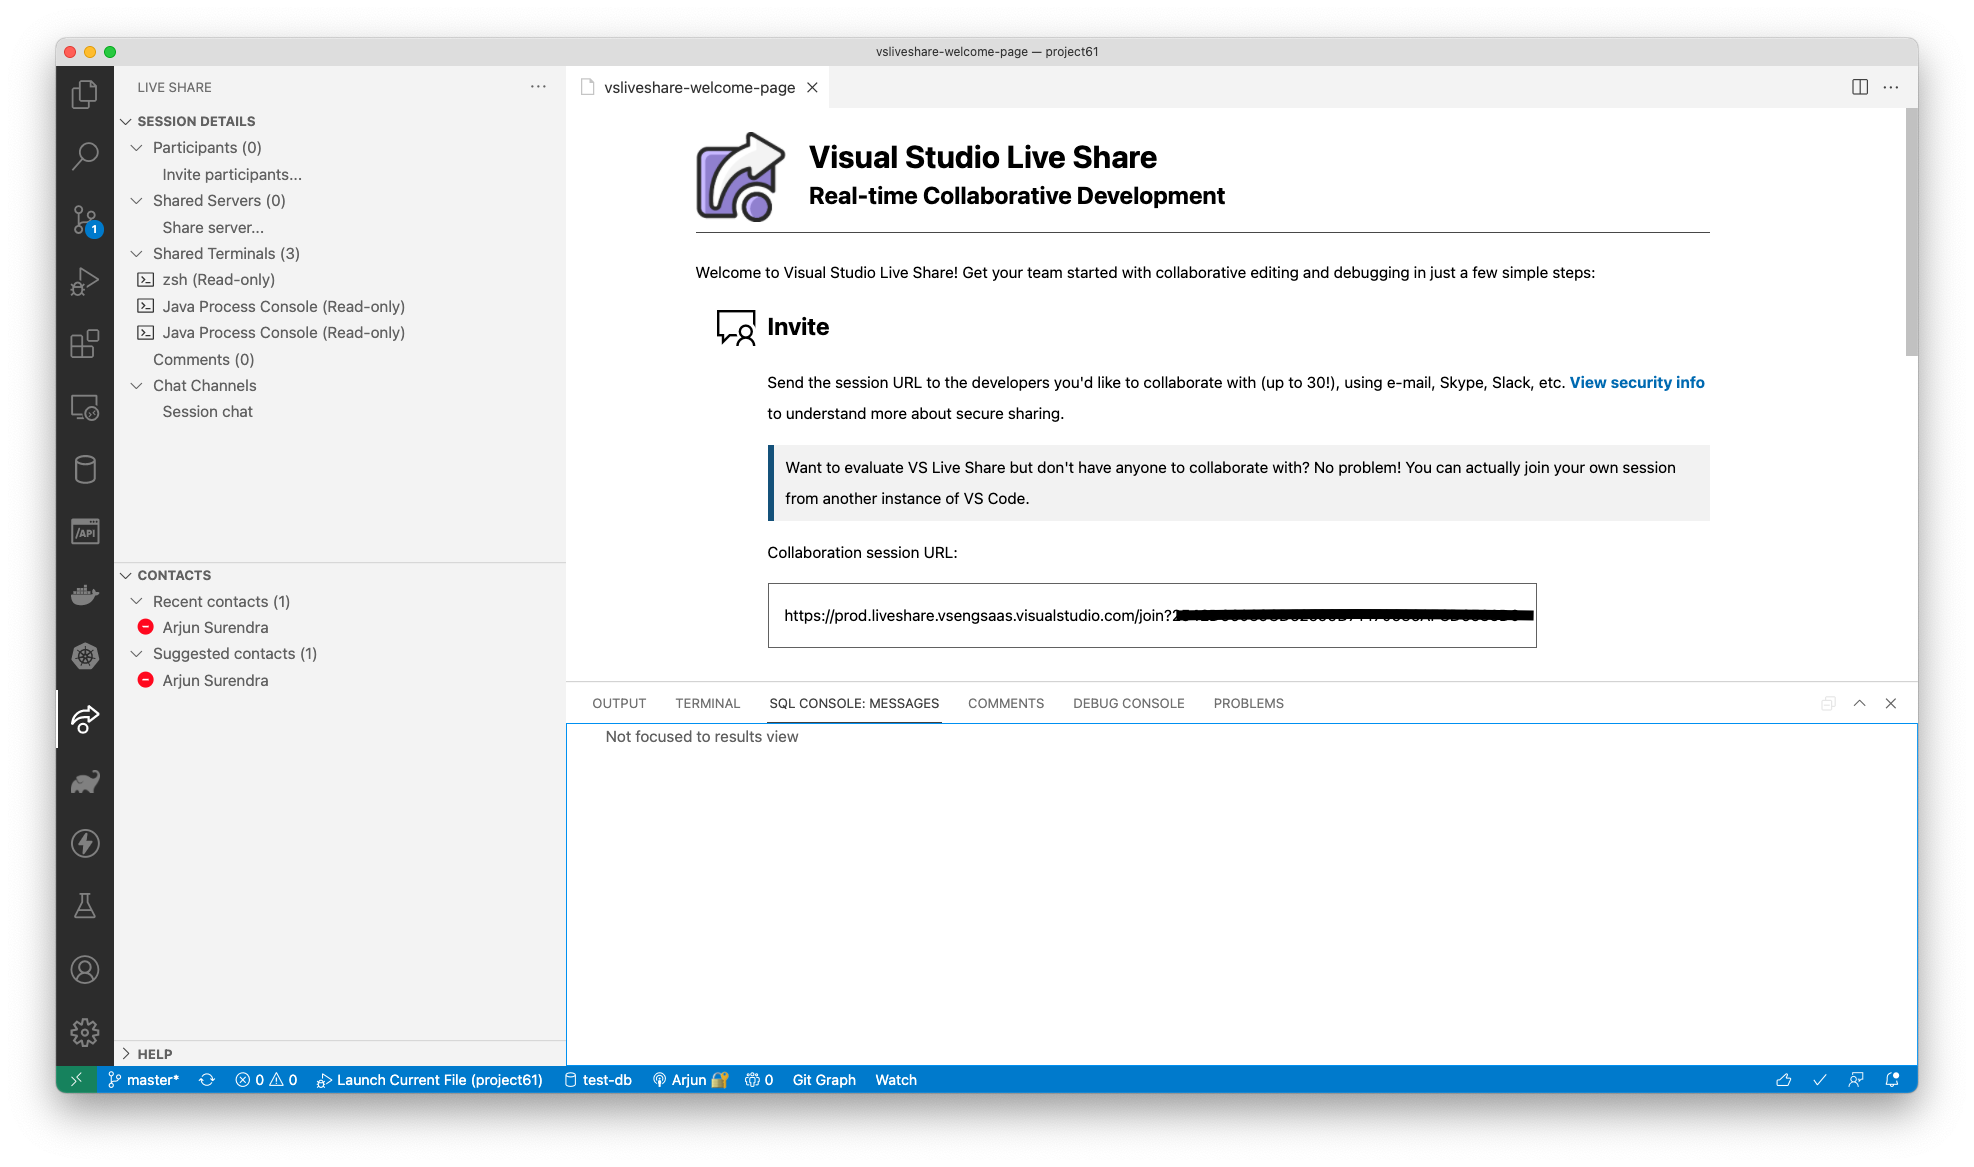 vsliveshare-welcome-page — project61
LIVE SHARE
SESSION DETAILS
Participants (0)
Invite participants...
Shared Servers (0)
Share server...
Shared Terminals (3)
zsh (Read-only)
Java Process Console (Read-only)
Java Process Console (Read-only)
Comments (0)
Chat Channels
Session chat
1
/API
CONTACTS
Recent contacts (1)
Arjun Surendra
Suggested contacts (1)
Arjun Surendra
HELP
vsliveshare-welcome-page
Visual Studio Live Share
Real-time Collaborative Development
Welcome to Visual Studio Live Share! Get your team started with collaborative editing and debugging in just a few simple steps:
Invite
Send the session URL to the developers you'd like to collaborate with (up to 30!), using e-mail, Skype, Slack, etc. View security info
to understand more about secure sharing.
Want to evaluate VS Live Share but don't have anyone to collaborate with? No problem! You can actually join your own session
from another instance of VS Code.
Collaboration session URL:
https://prod.liveshare.vsengsaas.visualstudio.com/join?
OUTPUT TERMINAL SQL CONSOLE: MESSAGES COMMENTS DEBUG CONSOLE PROBLEMS
Not focused to results view
master* 0 0 Launch Current File (project61) test-db Arjun 0 Git Graph Watch